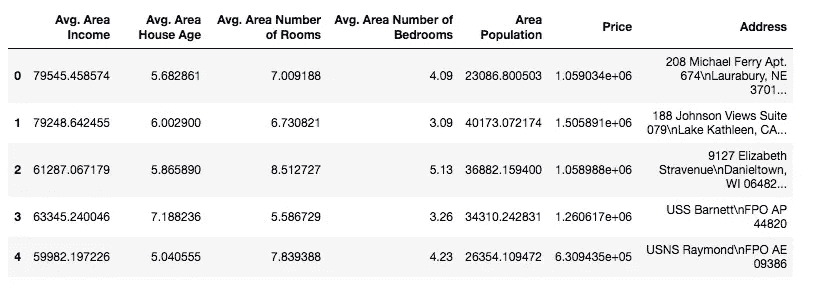 Avg. Area Income Avg. Area House Age Avg. Area Number of Rooms Avg. Area Number of Bedrooms Area Population Price Address
0 79545.458574 5.682861 7.009188 4.09 23086.800503 1.059034e+06 208 Michael Ferry Apt. 674\nLaurabury, NE 3701...
1 79248.642455 6.002900 6.730821 3.09 40173.072174 1.505891e+06 188 Johnson Views Suite 079\nLake Kathleen, CA...
2 61287.067179 5.865890 8.512727 5.13 36882.159400 1.058988e+06 9127 Elizabeth Stravenue\nDanieltown, WI 06482...
3 63345.240046 7.188236 5.586729 3.26 34310.242831 1.260617e+06 USS Barnett\nFPO AP 44820
4 59982.197226 5.040555 7.839388 4.23 26354.109472 6.309435e+05 USNS Raymond\nFPO AE 09386